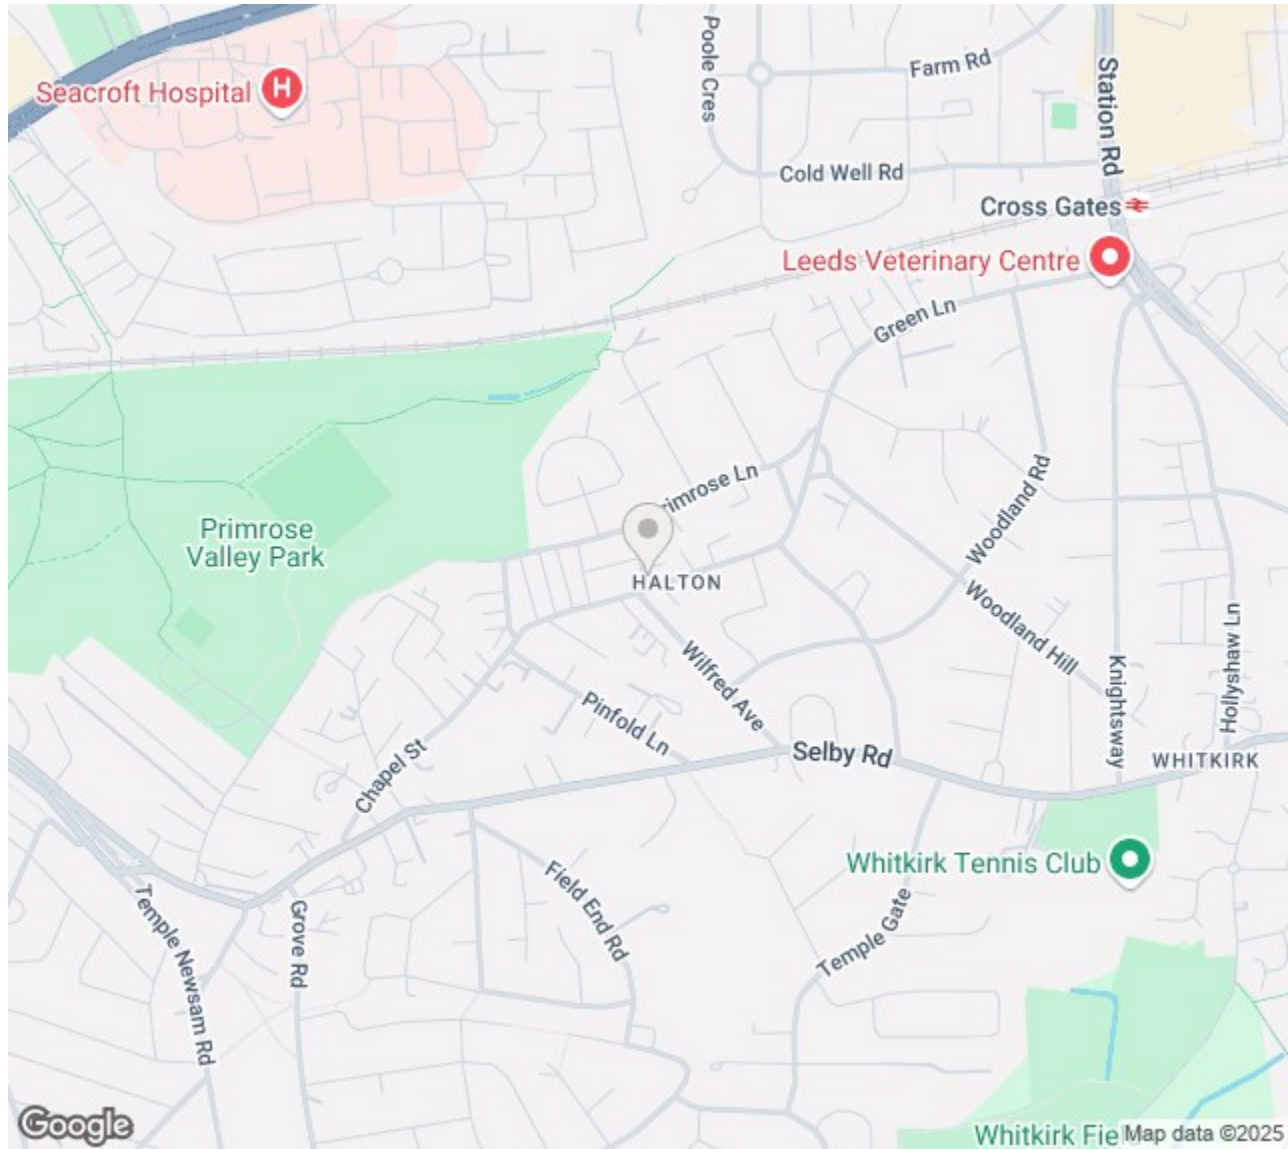 Poole Cres
Farm Rd
Station Rd
Seacroft Hospital
H
Cold Well Rd
Cross Gates
Leeds Veterinary Centre
Green Ln
rimrose Ln
Woodland Rd
Primrose
Valley Park
HALTON
Woodland Hill
Hollyshaw Ln
Knightsway
Wilfred Ave
Pinfold Ln
Selby Rd
WHITKIRK
Chapel St
Whitkirk Tennis Club
Field End Rd
Temple Gate
Grove Rd
Temple Newsam Rd
Google
Whitkirk Fie
Map data ©2025